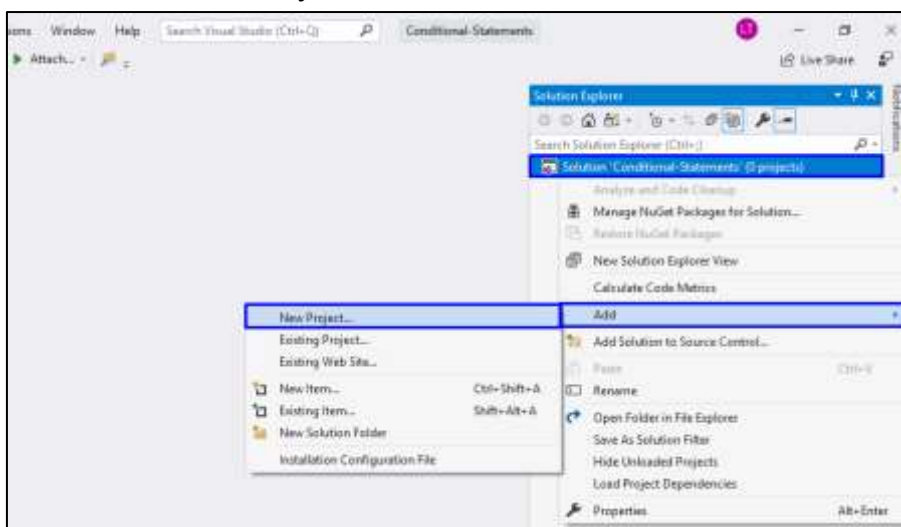 Window Help Search Visual Studio (Ctrl+Q) Conditional-Statements
Attach...
Live Share
Solution Explorer
Notifications
Search Solution Explorer (Ctrl+;)
Solution 'Conditional-Statements' (0 projects)
Analyze and Code Cleanup
Manage NuGet Packages for Solution...
Restore NuGet Packages
New Solution Explorer View
Calculate Code Metrics
Add
New Project...
Existing Project...
Existing Web Site...
New Item... Ctrl+Shift+A
Existing Item... Shift+Alt+A
New Solution Folder
Installation Configuration File
Add Solution to Source Control...
Paste Ctrl+V
Rename
Open Folder in File Explorer
Save As Solution Filter
Hide Unloaded Projects
Load Project Dependencies
Properties Alt+Enter